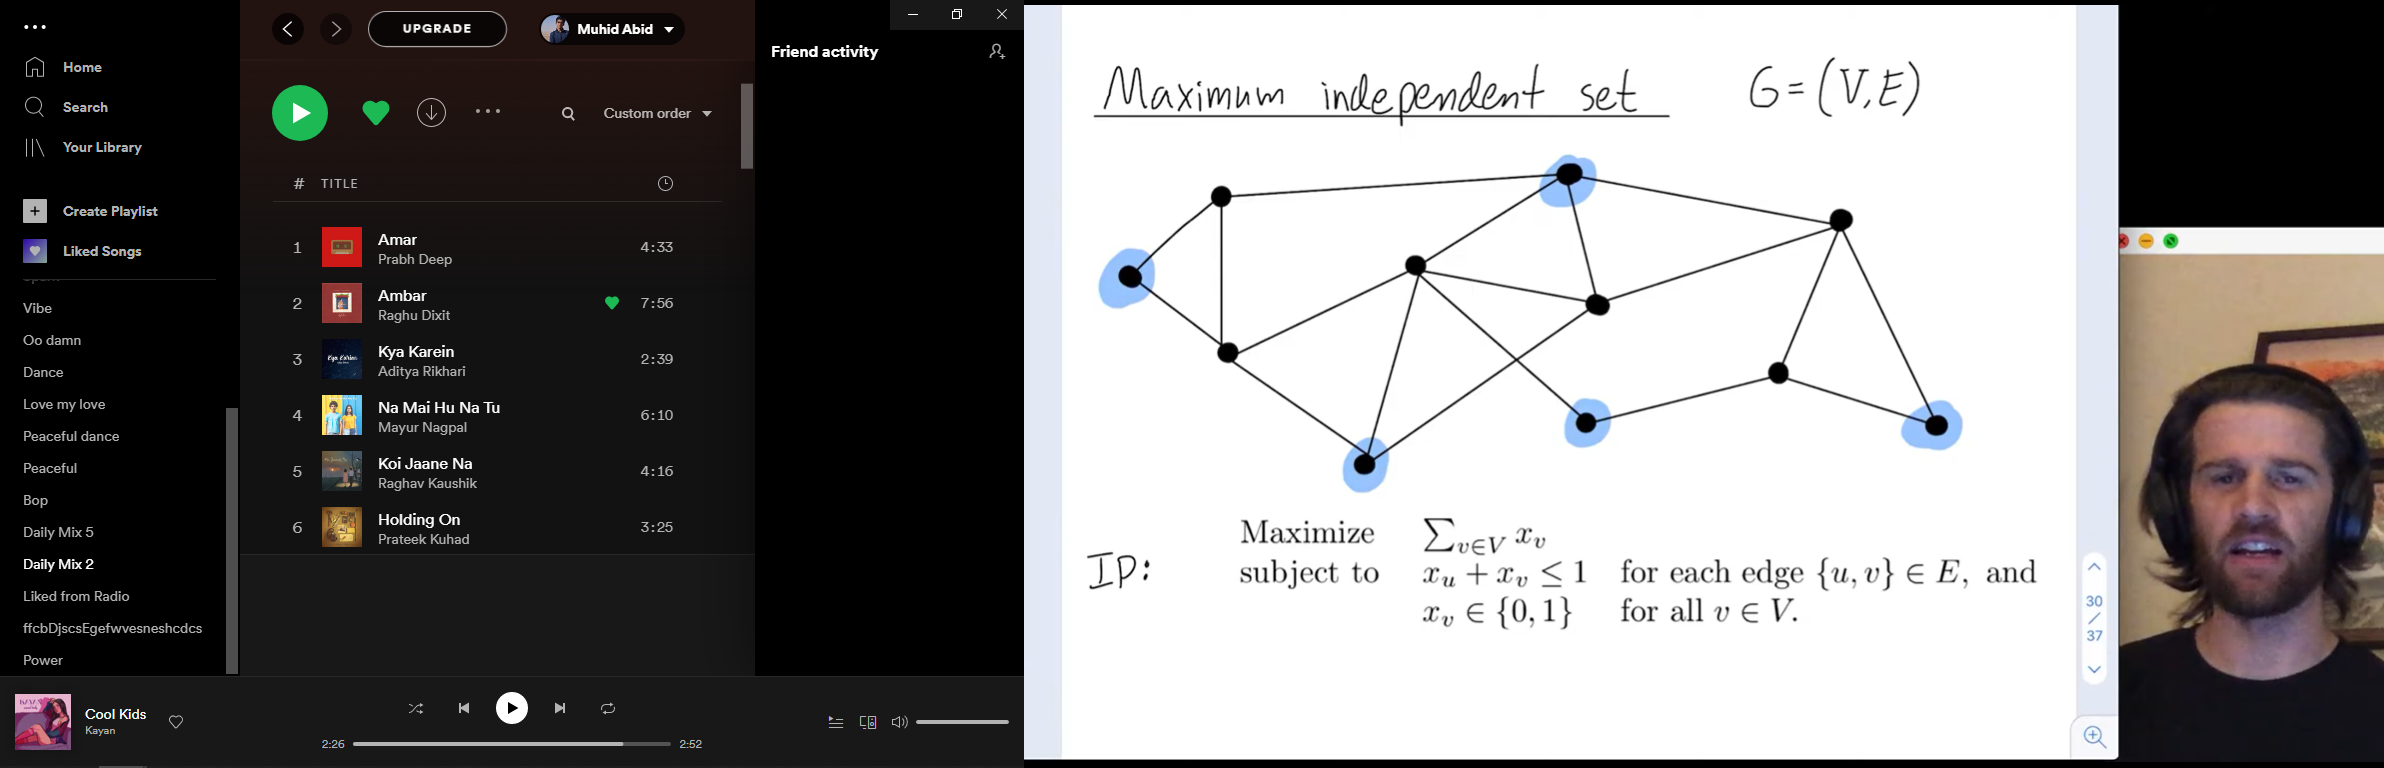 Home
Search
Your Library
Create Playlist
Liked Songs
Vibe
Oo damn
Dance
Love my love
Peaceful dance
Peaceful
Bop
Daily Mix 5
Daily Mix 2
Liked from Radio
ffcbDjscsEgefwvesneshcdcs
Power
UPGRADE
Muhid Abid
Custom order
# TITLE
1 Amar 4:33
Prabh Deep
2 Ambar 7:56
Raghu Dixit
3 Kya Karein 2:39
Aditya Rikhari
4 Na Mai Hu Na Tu 6:10
Mayur Nagpal
5 Koi Jaane Na 4:16
Raghav Kaushik
6 Holding On 3:25
Prateek Kuhad
Friend activity
Cool Kids
Kayan
2:26 2:52
Maximum independent set G=(V,E)
IP:
Maximize ∑v∈V xv
subject to xu + xv ≤ 1 for each edge {u, v} ∈ E, and
xv ∈ {0, 1} for all v ∈ V.
30
/
37